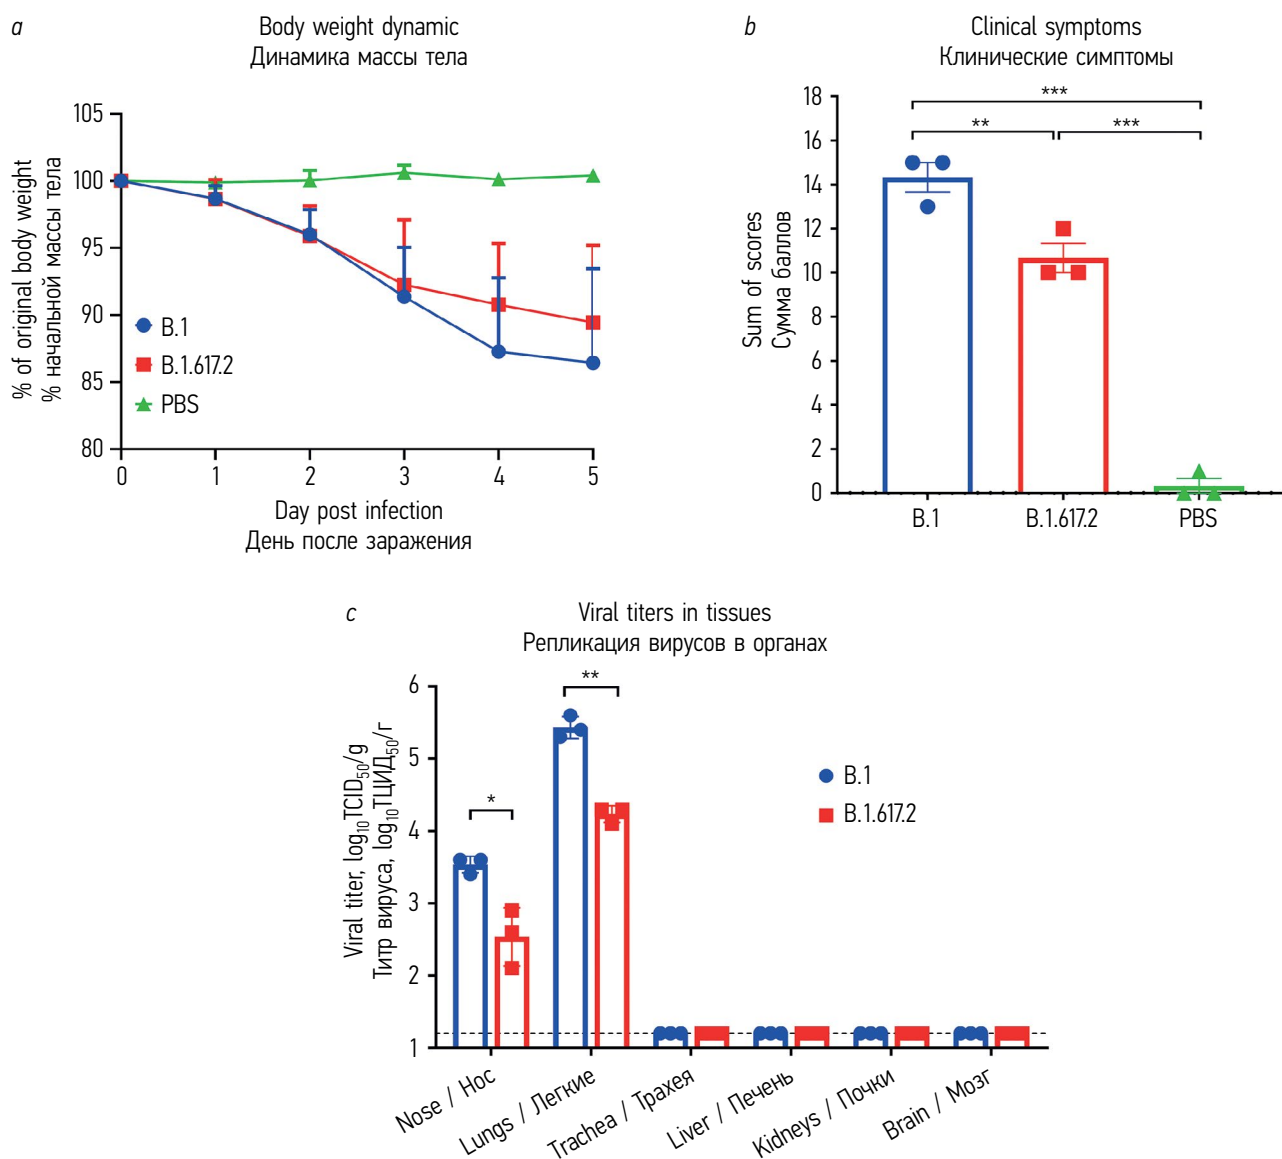 a
Body weight dynamic
Динамика массы тела
% of original body weight
% начальной массы тела
105
100
95
90
85
80
B.1
B.1.617.2
PBS
0 1 2 3 4 5
Day post infection
День после заражения
b
Clinical symptoms
Клинические симптомы
Sum of scores
Сумма баллов
18
16
14
12
10
8
6
4
2
0
***
** ***
B.1 B.1.617.2 PBS
c
Viral titers in tissues
Репликация вирусов в органах
Viral titer, log10TCID50/g
Титр вируса, log10ТЦИД50/г
6
5
4
3
2
1
*
**
B.1
B.1.617.2
Nose / Нос
Lungs / Легкие
Trachea / Трахея
Liver / Печень
Kidneys / Почки
Brain / Мозг